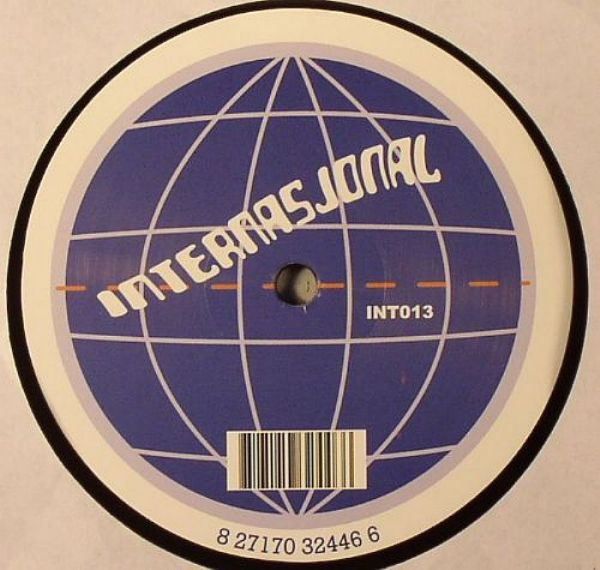 INTERNASJONAL
INT013
8 27170 32446 6